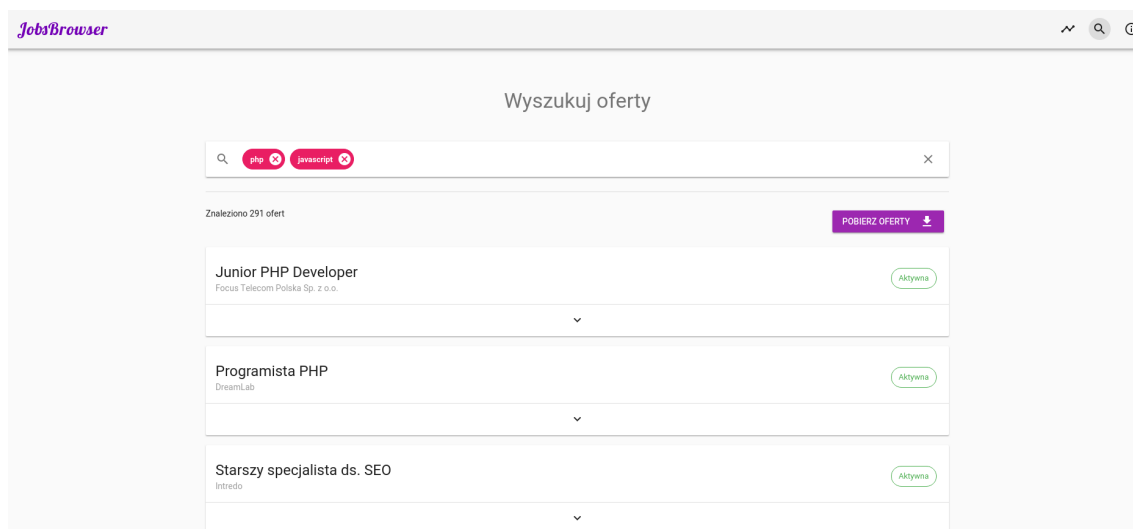 JobsBrowser
Wyszukuj oferty
php javascript
Znaleziono 291 ofert
POBIERZ OFERTY
Junior PHP Developer
Aktywna
Focus Telecom Polska Sp. z o.o.
Programista PHP
Aktywna
DreamLab
Starszy specjalista ds. SEO
Aktywna
Intredo